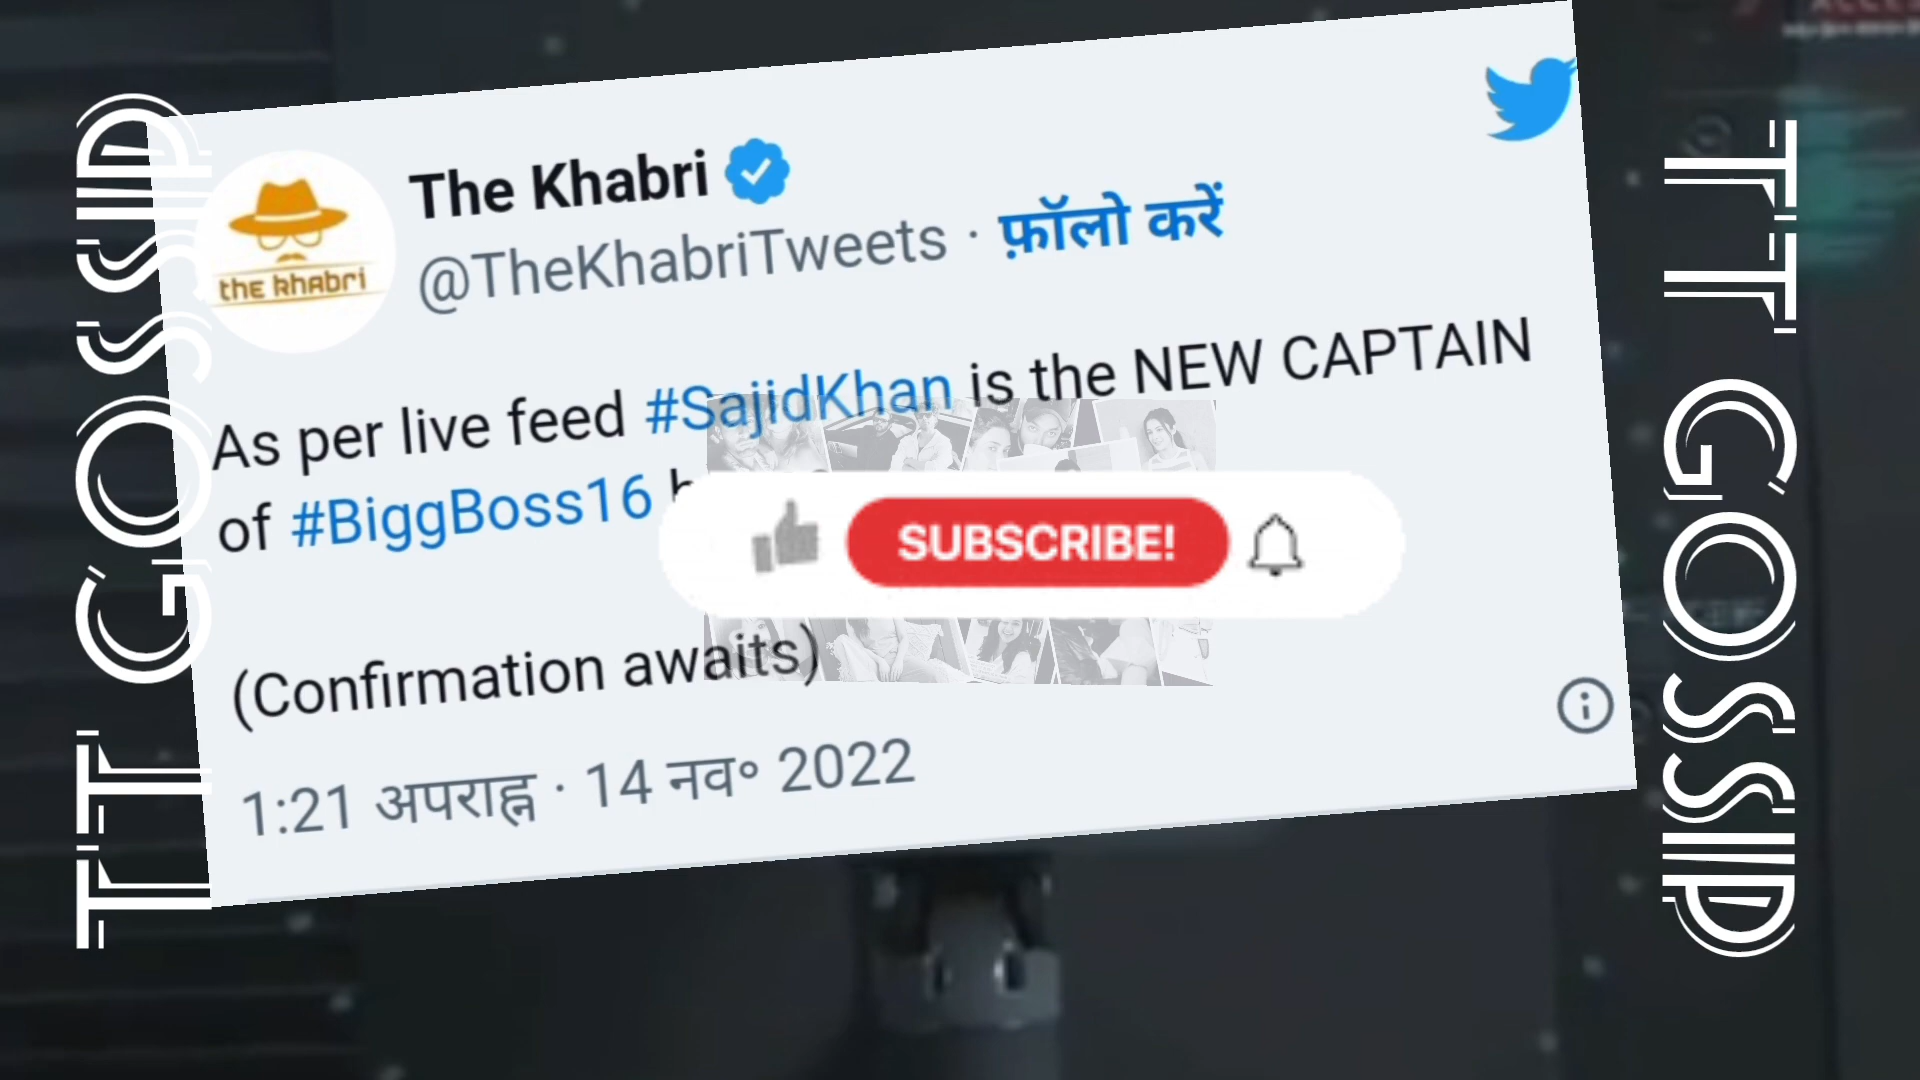 TT GOSSIP
The Khabri
@TheKhabriTweets · फ़ॉलो करें
the khabri
As per live feed #SajidKhan is the NEW CAPTAIN
of #BiggBoss16
SUBSCRIBE!
(Confirmation awaits)
1:21 अपराह्न · 14 नव॰ 2022
TT GOSSIP